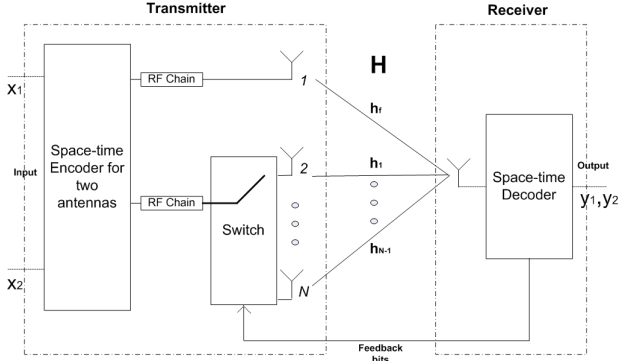 Transmitter
Receiver
H
RF Chain
1
x1
hf
Space-time
Encoder for
two
antennas
Input
2
h1
Space-time
Decoder
Output
y1,y2
RF Chain
Switch
hN-1
x2
N
Feedback
bits